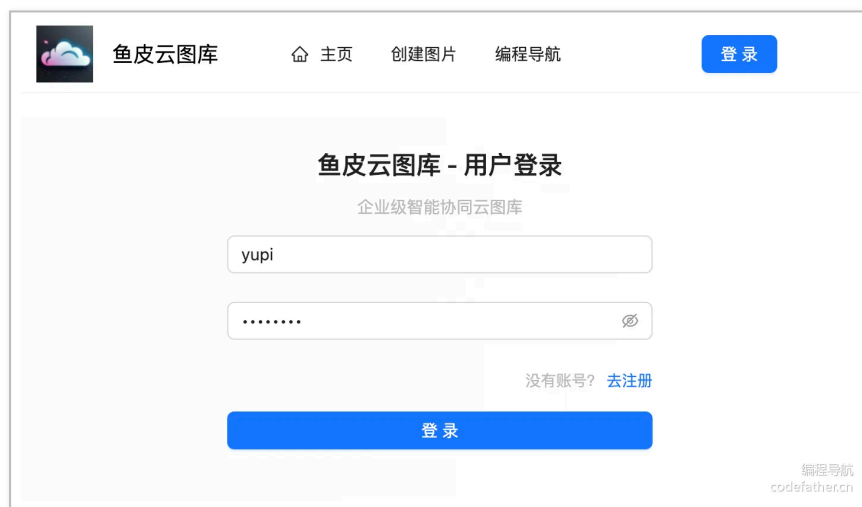 鱼皮云图库 主页 创建图片 编程导航 登 录
鱼皮云图库 - 用户登录
企业级智能协同云图库
yupi
••••••••
没有账号? 去注册
登 录
编程导航
codefather.cn